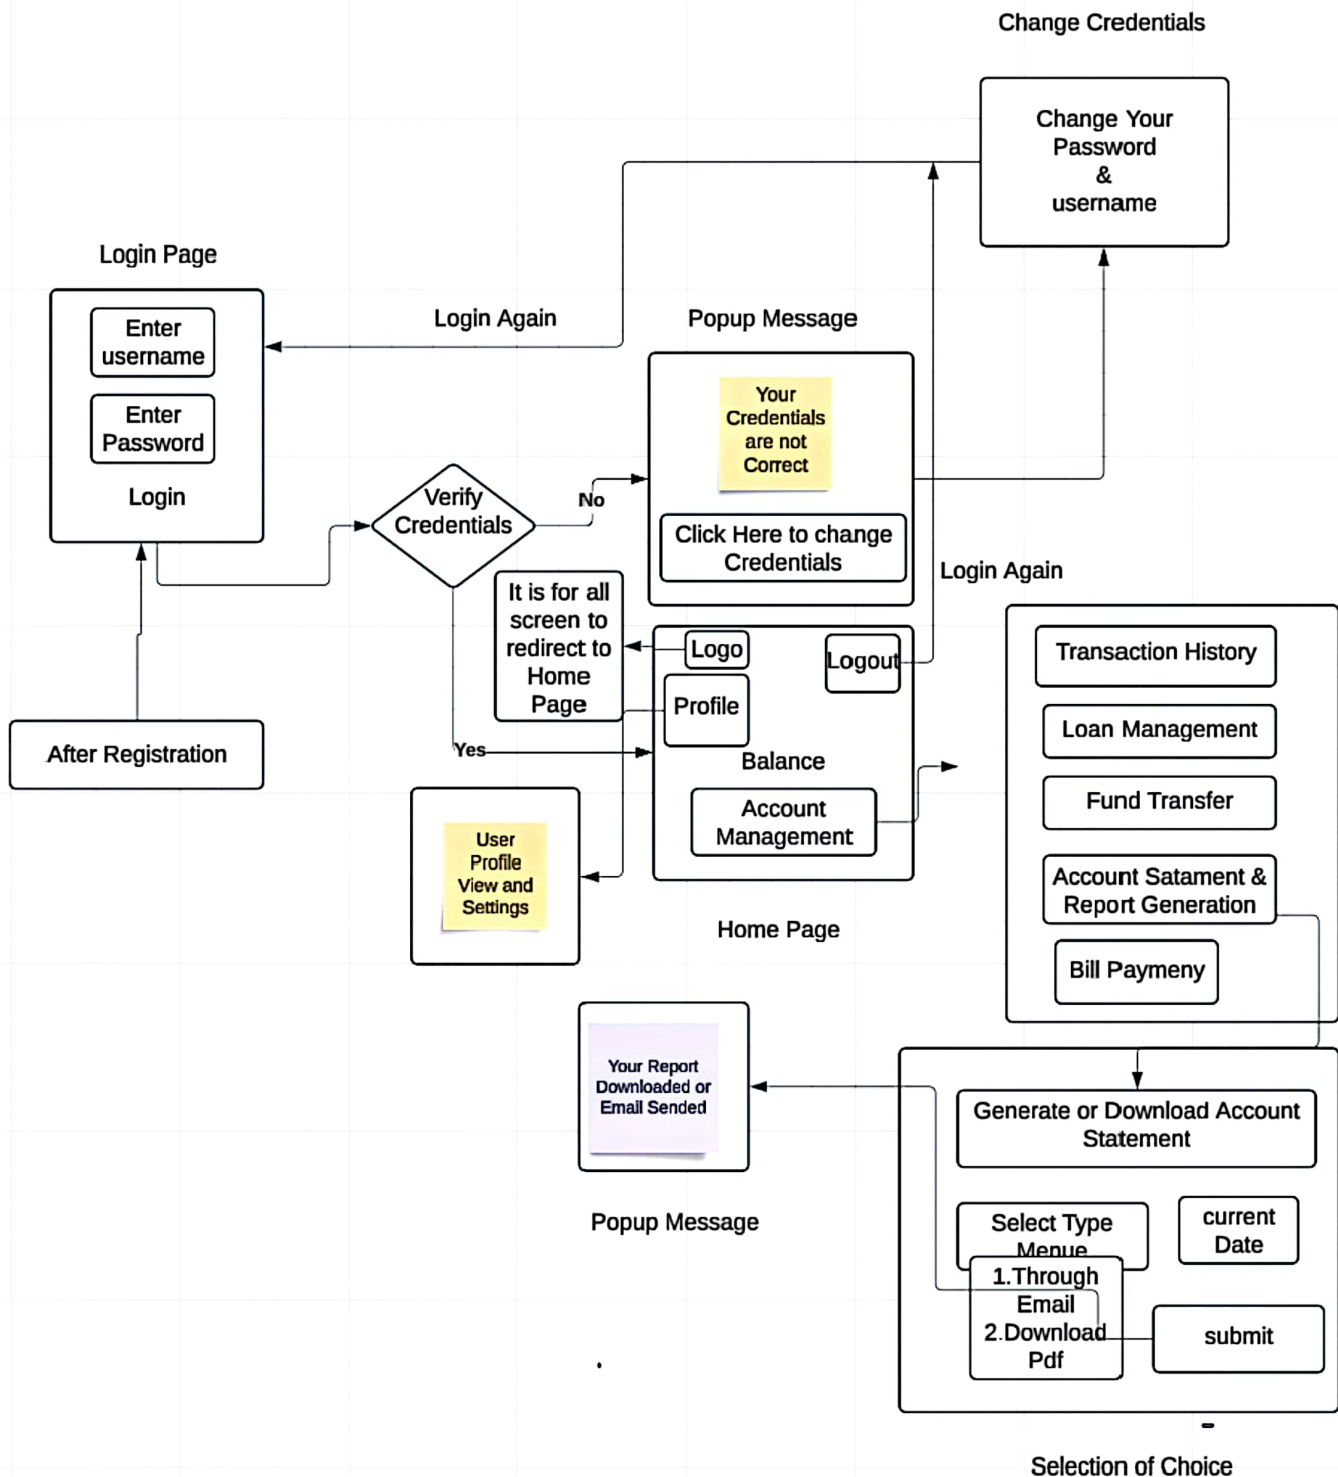 Change Credentials
Change Your
Password
&
username
Login Page
Enter
username
Enter
Password
Login
Login Again
Popup Message
Your
Credentials
are not
Correct
Click Here to change
Credentials
Verify
Credentials
No
Yes
Login Again
It is for all
screen to
redirect to
Home
Page
Logo
Logout
Profile
Balance
Account
Management
Home Page
After Registration
User
Profile
View and
Settings
Transaction History
Loan Management
Fund Transfer
Account Satament &
Report Generation
Bill Paymeny
Your Report
Downloaded or
Email Sended
Popup Message
Generate or Download Account
Statement
Select Type
Menue
current
Date
1.Through
Email
2.Download
Pdf
submit
Selection of Choice